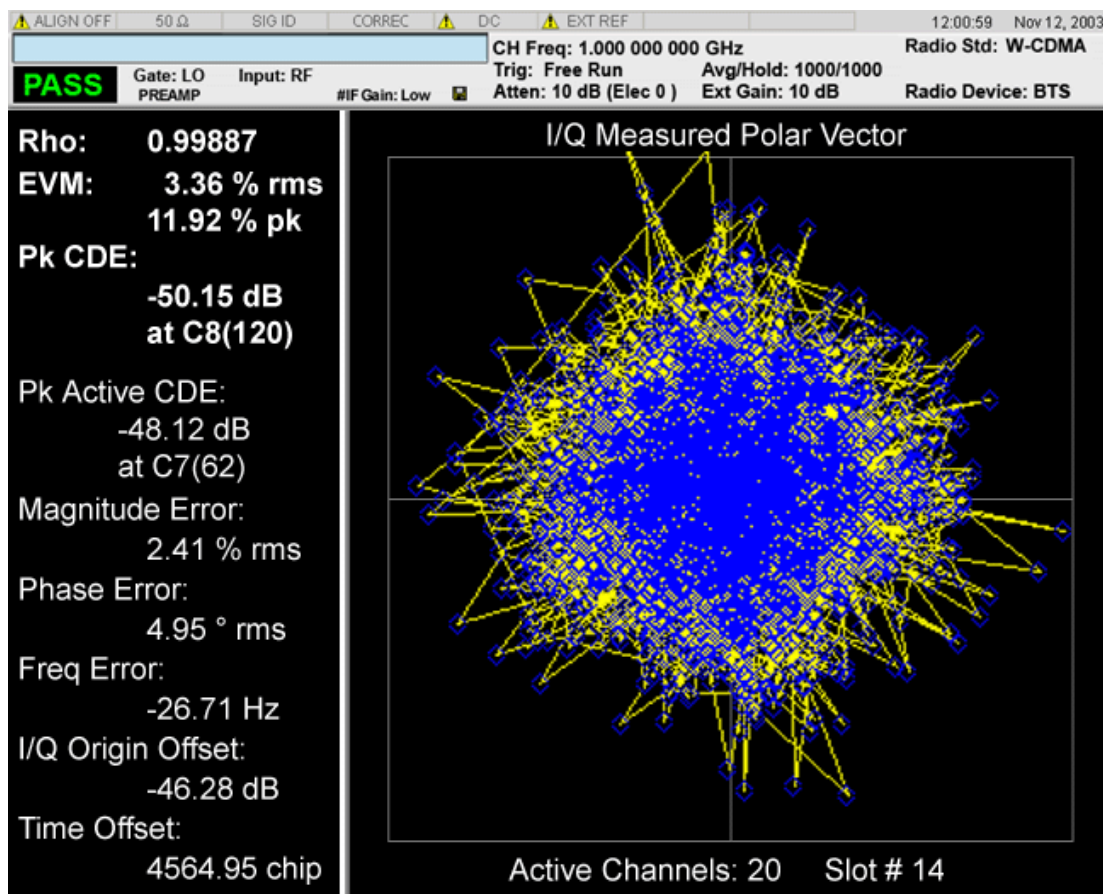 ALIGN OFF 50 Ω SIG ID CORREC DC EXT REF 12:00:59 Nov 12, 2003
CH Freq: 1.000 000 000 GHz Radio Std: W-CDMA
PASS Gate: LO Input: RF Trig: Free Run Avg/Hold: 1000/1000
PREAMP #IF Gain: Low Atten: 10 dB (Elec 0 ) Ext Gain: 10 dB Radio Device: BTS
Rho: 0.99887
EVM: 3.36 % rms
11.92 % pk
Pk CDE:
-50.15 dB
at C8(120)
Pk Active CDE:
-48.12 dB
at C7(62)
Magnitude Error:
2.41 % rms
Phase Error:
4.95 ° rms
Freq Error:
-26.71 Hz
I/Q Origin Offset:
-46.28 dB
Time Offset:
4564.95 chip
I/Q Measured Polar Vector
Active Channels: 20 Slot # 14